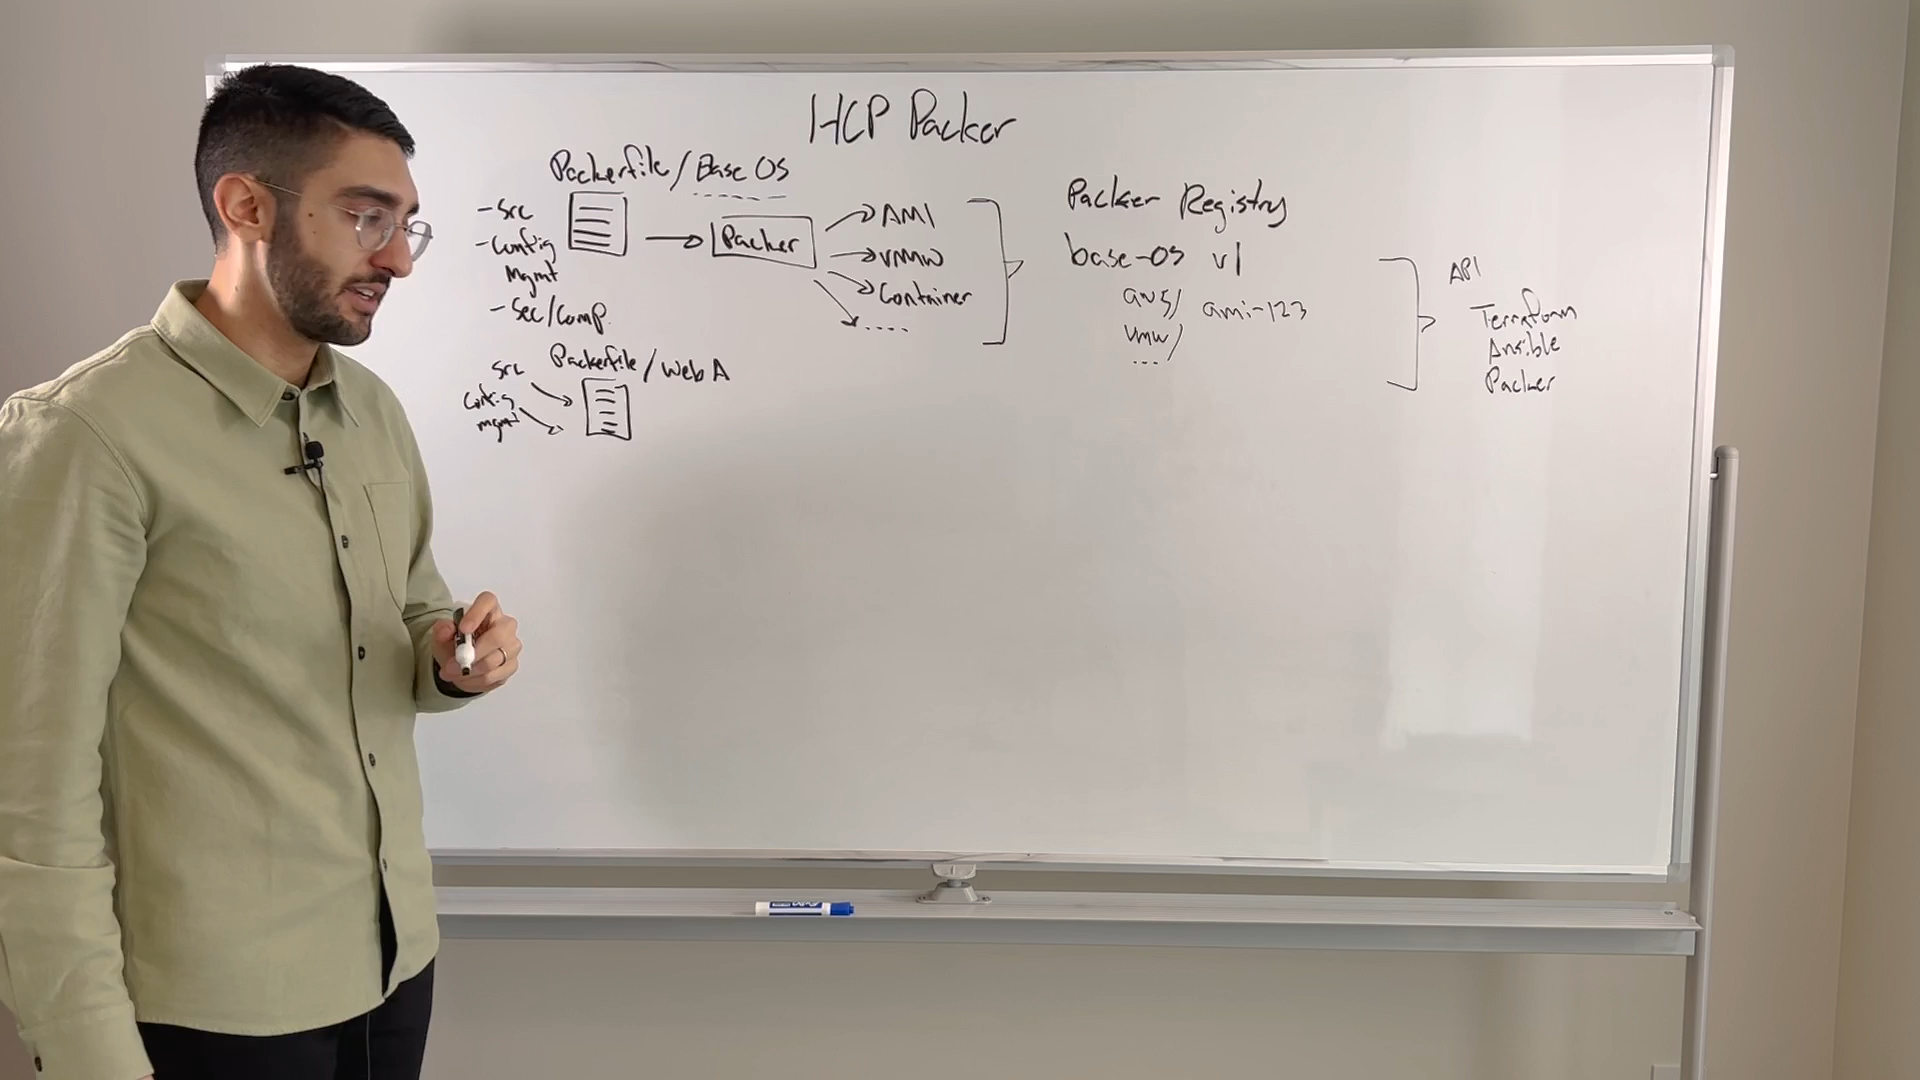 HCP Packer
Packerfile/Base OS
- Src
- Config
Mgmt
- Sec/Comp.
Packer
AMI
VMW
Container
....
Packer Registry
base-OS v1
aws/ ami-123
vmw/
...
API
Terraform
Ansible
Packer
Packerfile/Web A
Src
Config
mgmt
EXPO